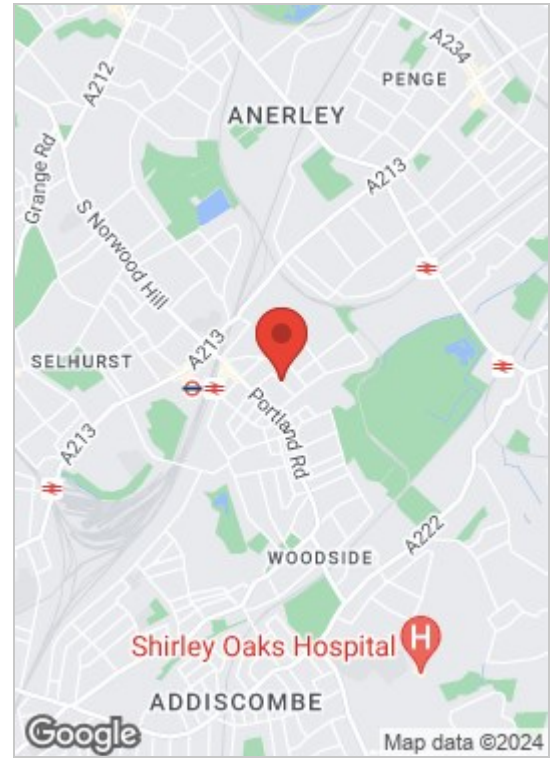 A234
A212
PENGE
ANERLEY
Grange Rd
A213
S Norwood Hill
A213
SELHURST
Portland Rd
A213
A222
WOODSIDE
Shirley Oaks Hospital
H
ADDISCOMBE
Google
Map data ©2024